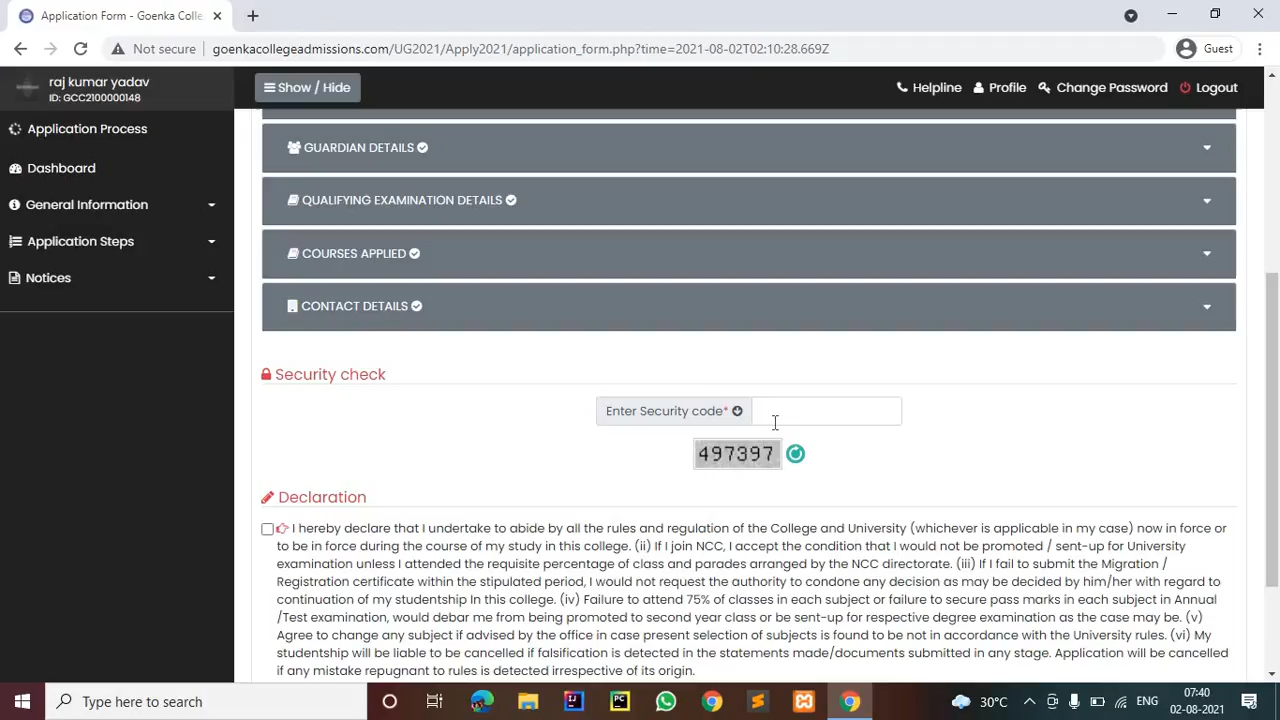 Application Form - Goenka Colle
Not secure
goenkacollegeadmissions.com/UG2021/Apply2021/application_form.php?time=2021-08-02T02:10:28.669Z
Guest
raj kumar yadav
ID: GCC2100000148
Show / Hide
Helpline
Profile
Change Password
Logout
Application Process
Dashboard
General Information
Application Steps
Notices
GUARDIAN DETAILS
QUALIFYING EXAMINATION DETAILS
COURSES APPLIED
CONTACT DETAILS
Security check
Enter Security code*
497397
Declaration
I hereby declare that I undertake to abide by all the rules and regulation of the College and University (whichever is applicable in my case) now in force or
to be in force during the course of my study in this college. (ii) If I join NCC, I accept the condition that I would not be promoted / sent-up for University
examination unless I attended the requisite percentage of class and parades arranged by the NCC directorate. (iii) If I fail to submit the Migration /
Registration certificate within the stipulated period, I would not request the authority to condone any decision as may be decided by him/her with regard to
continuation of my studentship In this college. (iv) Failure to attend 75% of classes in each subject or failure to secure pass marks in each subject in Annual
/Test examination, would debar me from being promoted to second year class or be sent-up for respective degree examination as the case may be. (v)
Agree to change any subject if advised by the office in case present selection of subjects is found to be not in accordance with the University rules. (vi) My
studentship will be liable to be cancelled if falsification is detected in the statements made/documents submitted in any stage. Application will be cancelled
if any mistake repugnant to rules is detected irrespective of its origin.
Type here to search
30°C
ENG
07:40
02-08-2021